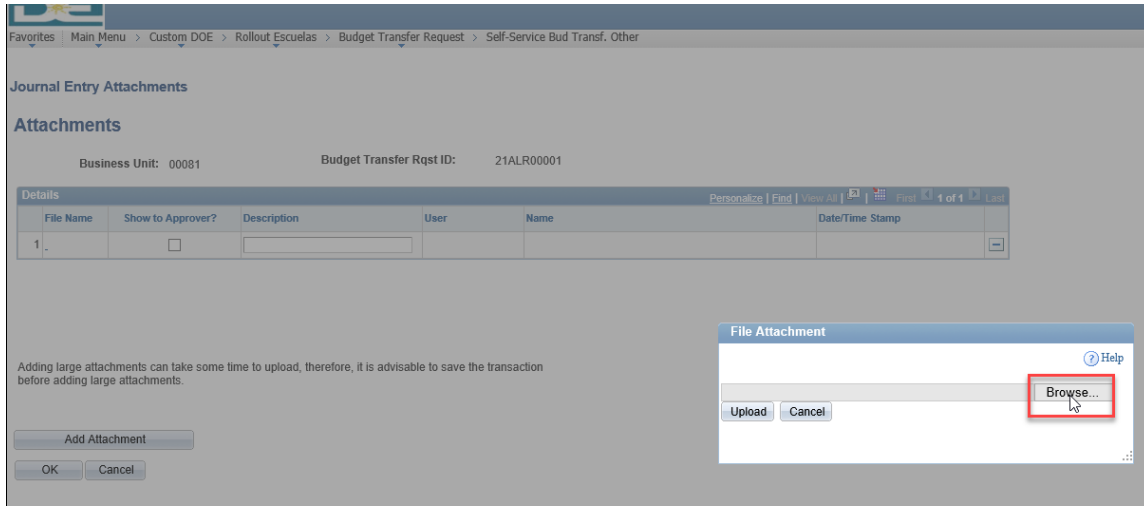 Favorites Main Menu > Custom DOE > Rollout Escuelas > Budget Transfer Request > Self-Service Bud Transf. Other
Journal Entry Attachments
Attachments
Business Unit: 00081 Budget Transfer Rqst ID: 21ALR00001
Details Personalize | Find | View All | | First 1 of 1 Last
File Name Show to Approver? Description User Name Date/Time Stamp
1 -
File Attachment
Help
Browse...
Upload Cancel
Adding large attachments can take some time to upload, therefore, it is advisable to save the transaction
before adding large attachments.
Add Attachment
OK Cancel